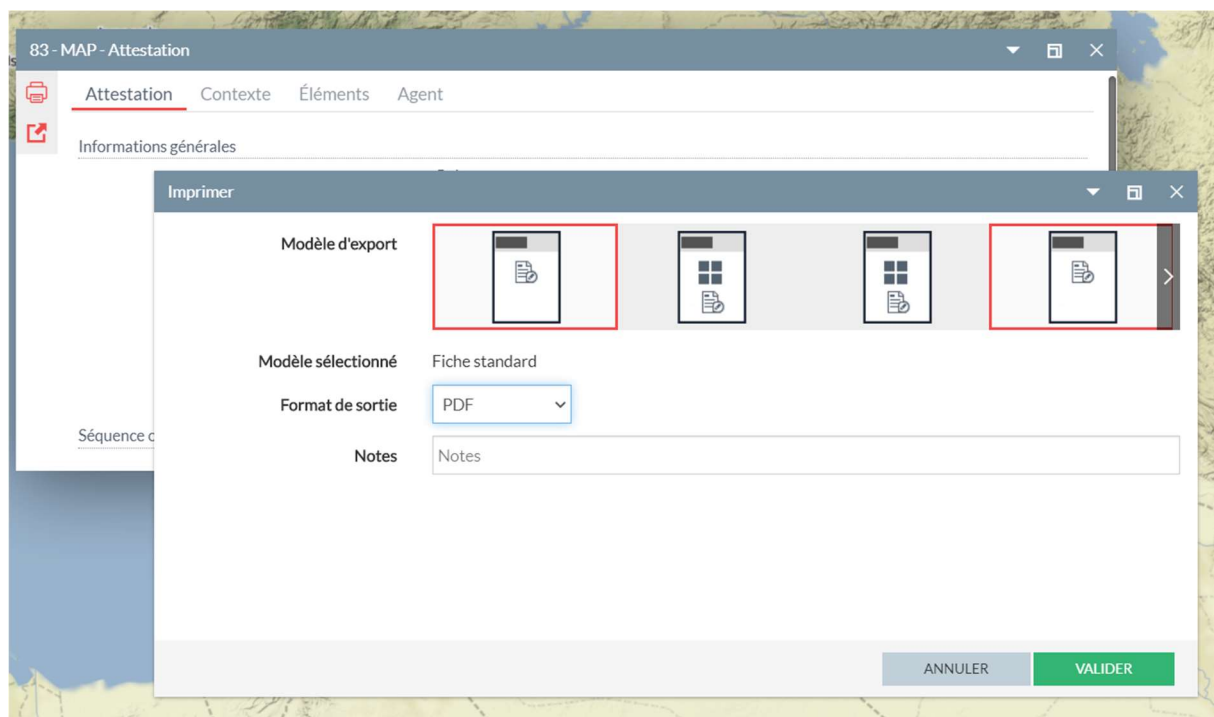 83 - MAP - Attestation
Attestation Contexte Éléments Agent
Informations générales
Imprimer
Modèle d'export
Modèle sélectionné Fiche standard
Format de sortie PDF
Séquence
Notes Notes
ANNULER VALIDER